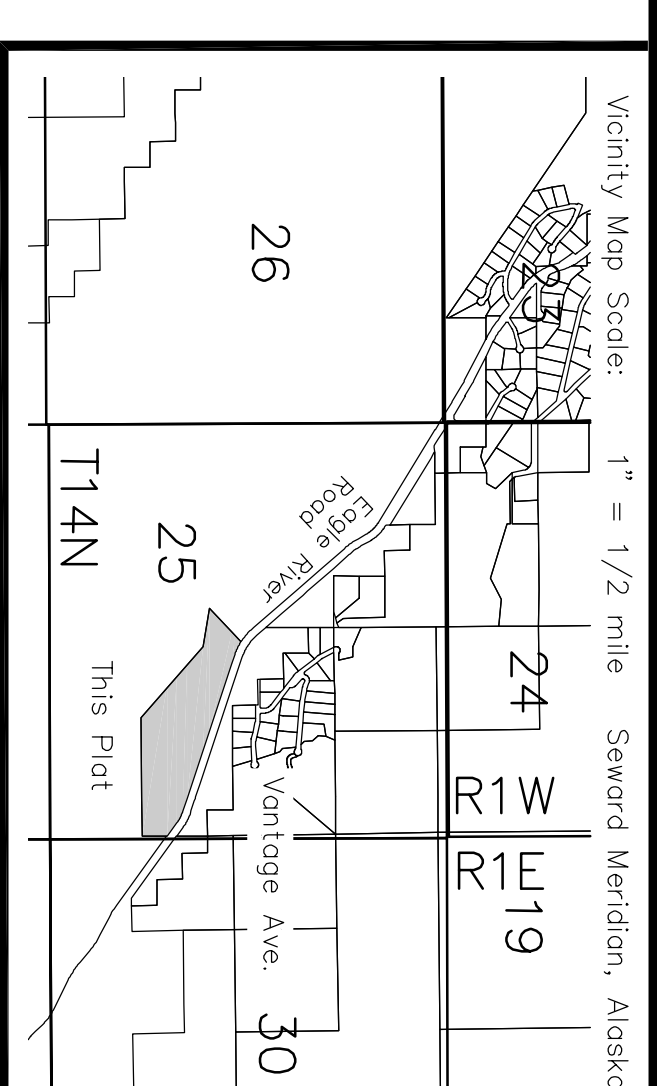 Vicinity Map Scale: 1" = 1/2 mile Seward Meridian, Alaska
23
24
19
R1W
R1E
26
25
30
Eagle River
Road
Vantage Ave.
This Plat
T14N